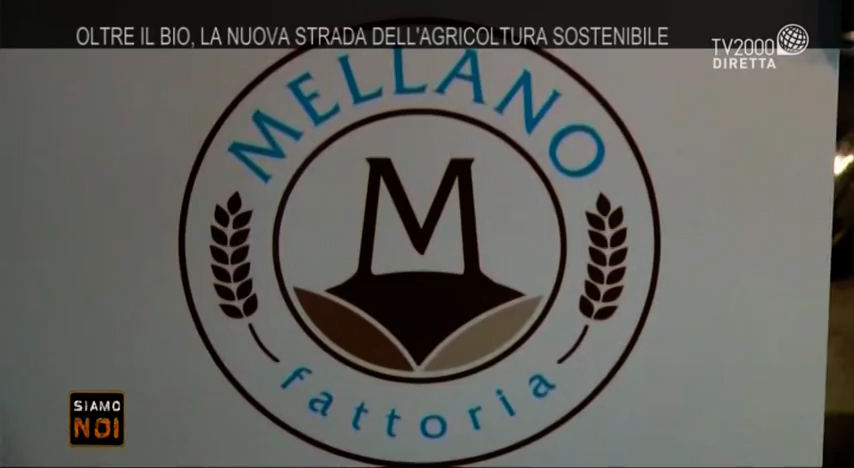 OLTRE IL BIO, LA NUOVA STRADA DELL'AGRICOLTURA SOSTENIBILE
TV2000
DIRETTA
MELLANO
M
fattoria
SIAMO
NOI